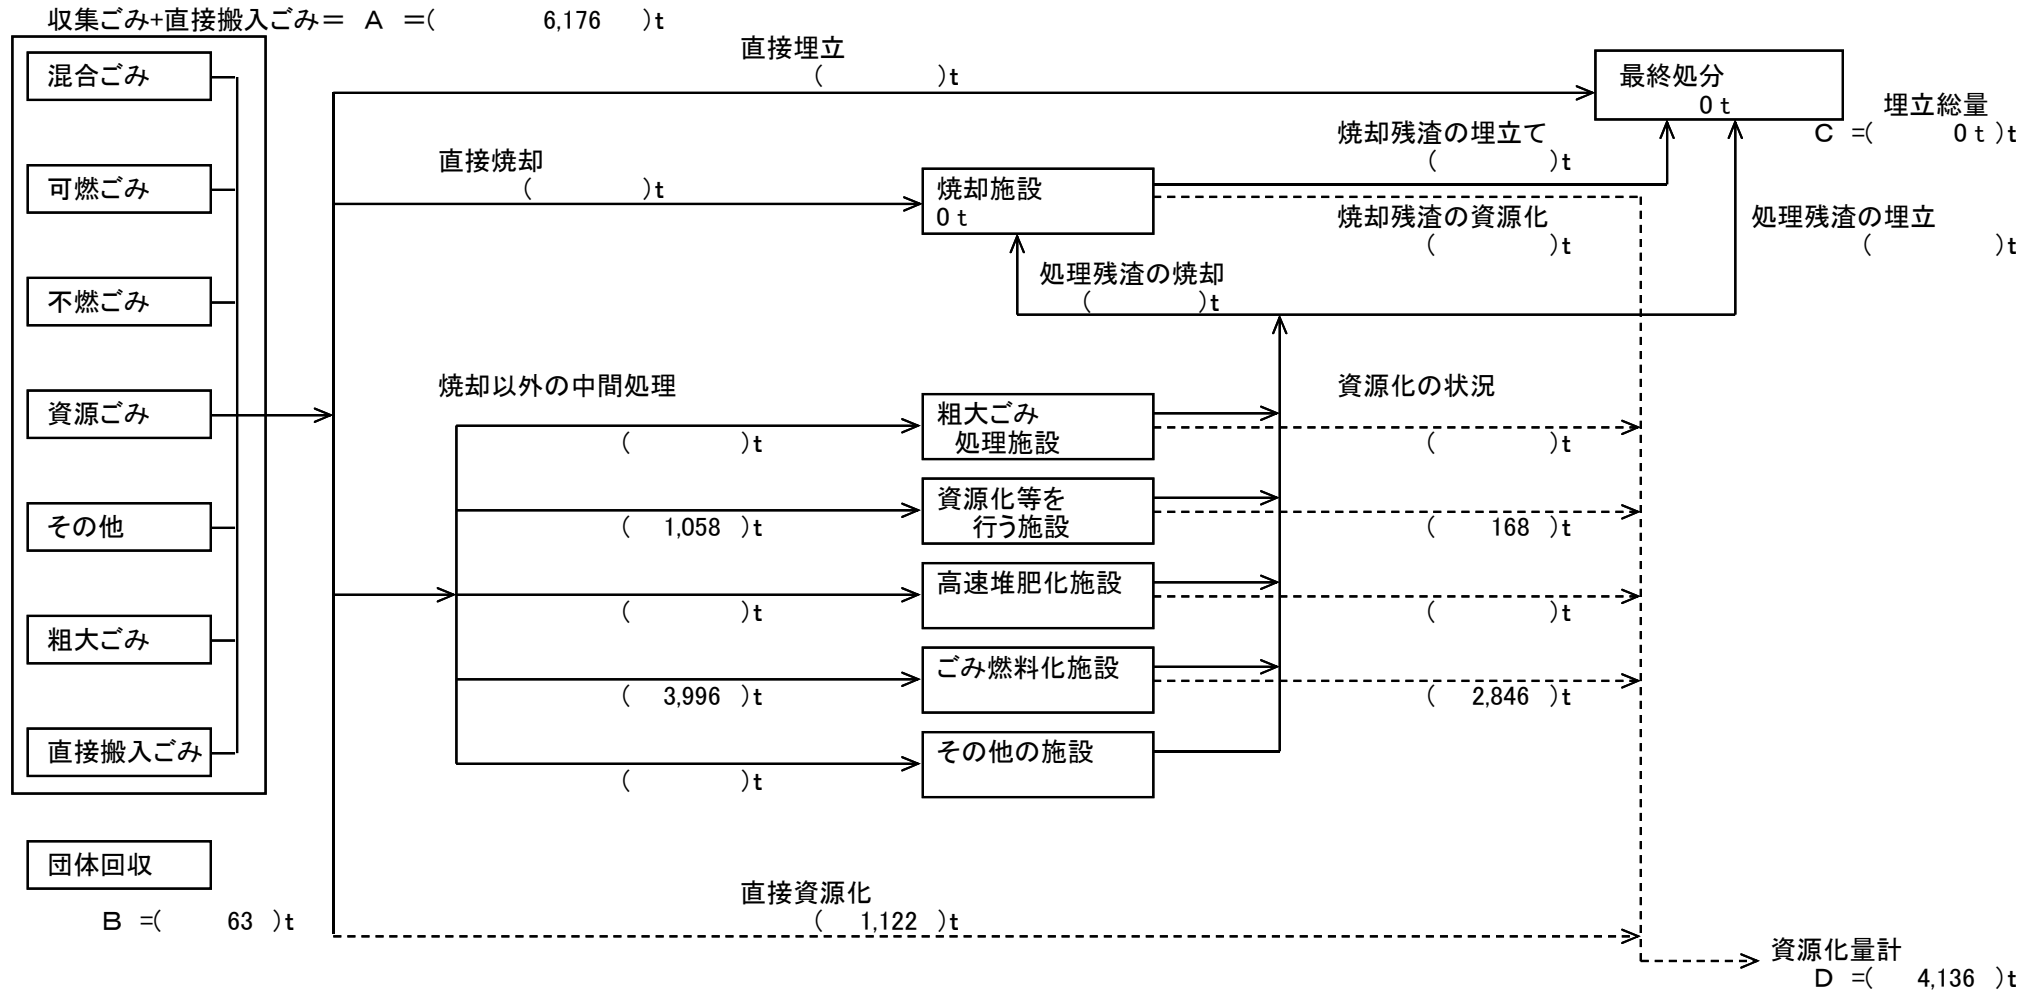 収集ごみ+直接搬入ごみ＝ A ＝( 6,176 )t
混合ごみ
可燃ごみ
不燃ごみ
資源ごみ
その他
粗大ごみ
直接搬入ごみ
団体回収
B =( 63 )t
直接埋立
( )t
最終処分
0 t
埋立総量
C =( 0 t )t
直接焼却
( )t
焼却施設
0 t
焼却残渣の埋立て
( )t
焼却残渣の資源化
( )t
処理残渣の埋立
( )t
処理残渣の焼却
( )t
焼却以外の中間処理
資源化の状況
( )t
粗大ごみ
処理施設
( )t
( 1,058 )t
資源化等を
行う施設
( 168 )t
( )t
高速堆肥化施設
( )t
( 3,996 )t
ごみ燃料化施設
( 2,846 )t
( )t
その他の施設
直接資源化
( 1,122 )t
資源化量計
D =( 4,136 )t